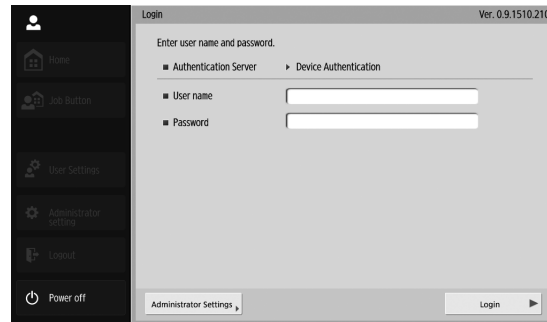 Login
Ver. 0.9.1510.210
Enter user name and password.
Authentication Server
Device Authentication
User name
Password
Home
Job Button
User Settings
Administrator
setting
Logout
Power off
Administrator Settings
Login